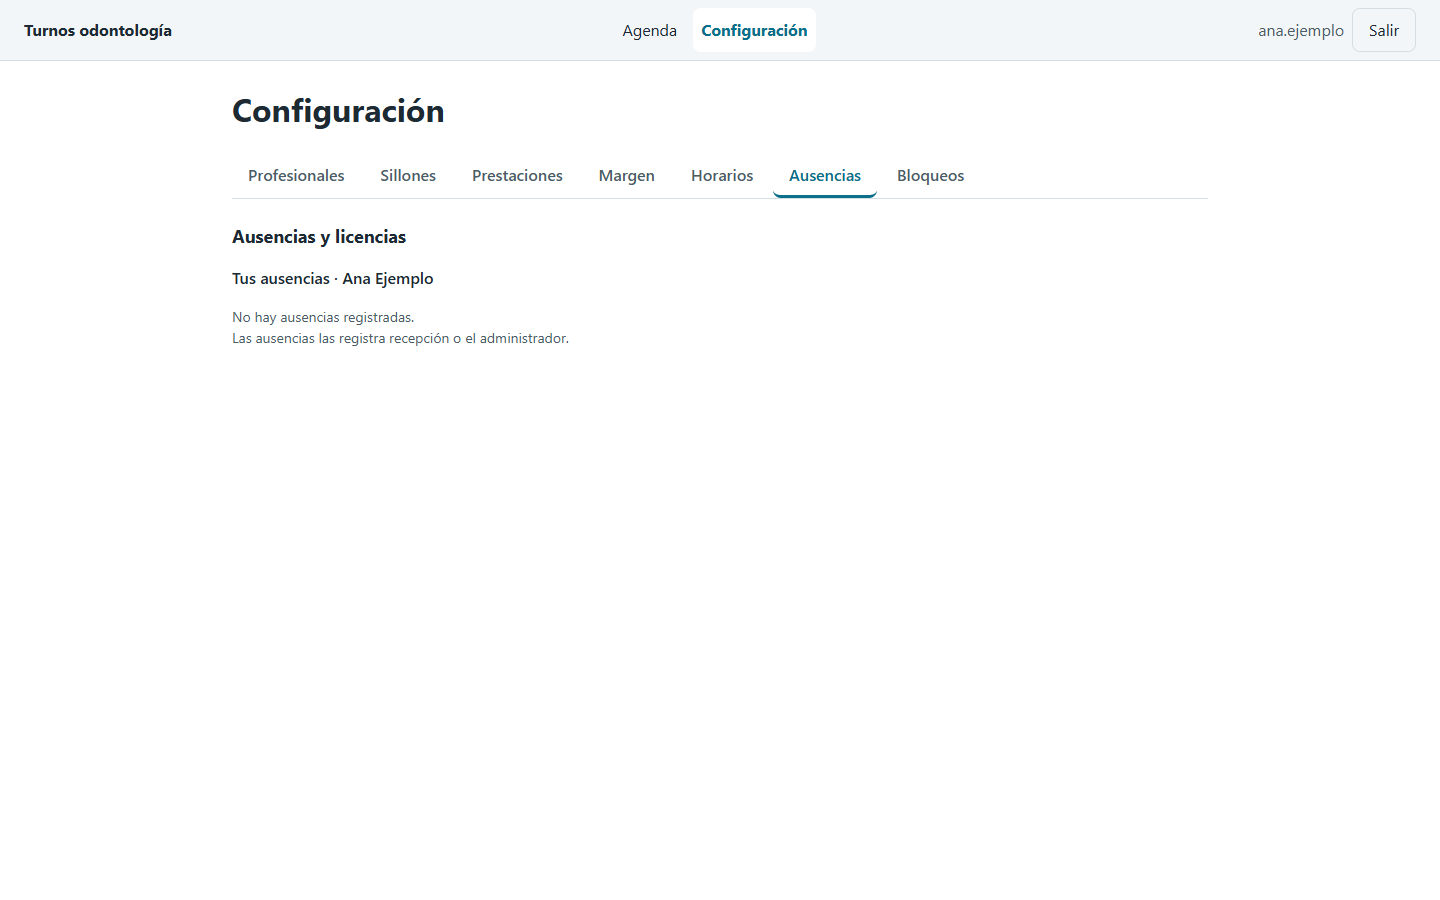 Turnos odontología
Agenda
Configuración
ana.ejemplo
Salir
Configuración
Profesionales
Sillones
Prestaciones
Margen
Horarios
Ausencias
Bloqueos
Ausencias y licencias
Tus ausencias · Ana Ejemplo
No hay ausencias registradas.
Las ausencias las registra recepción o el administrador.